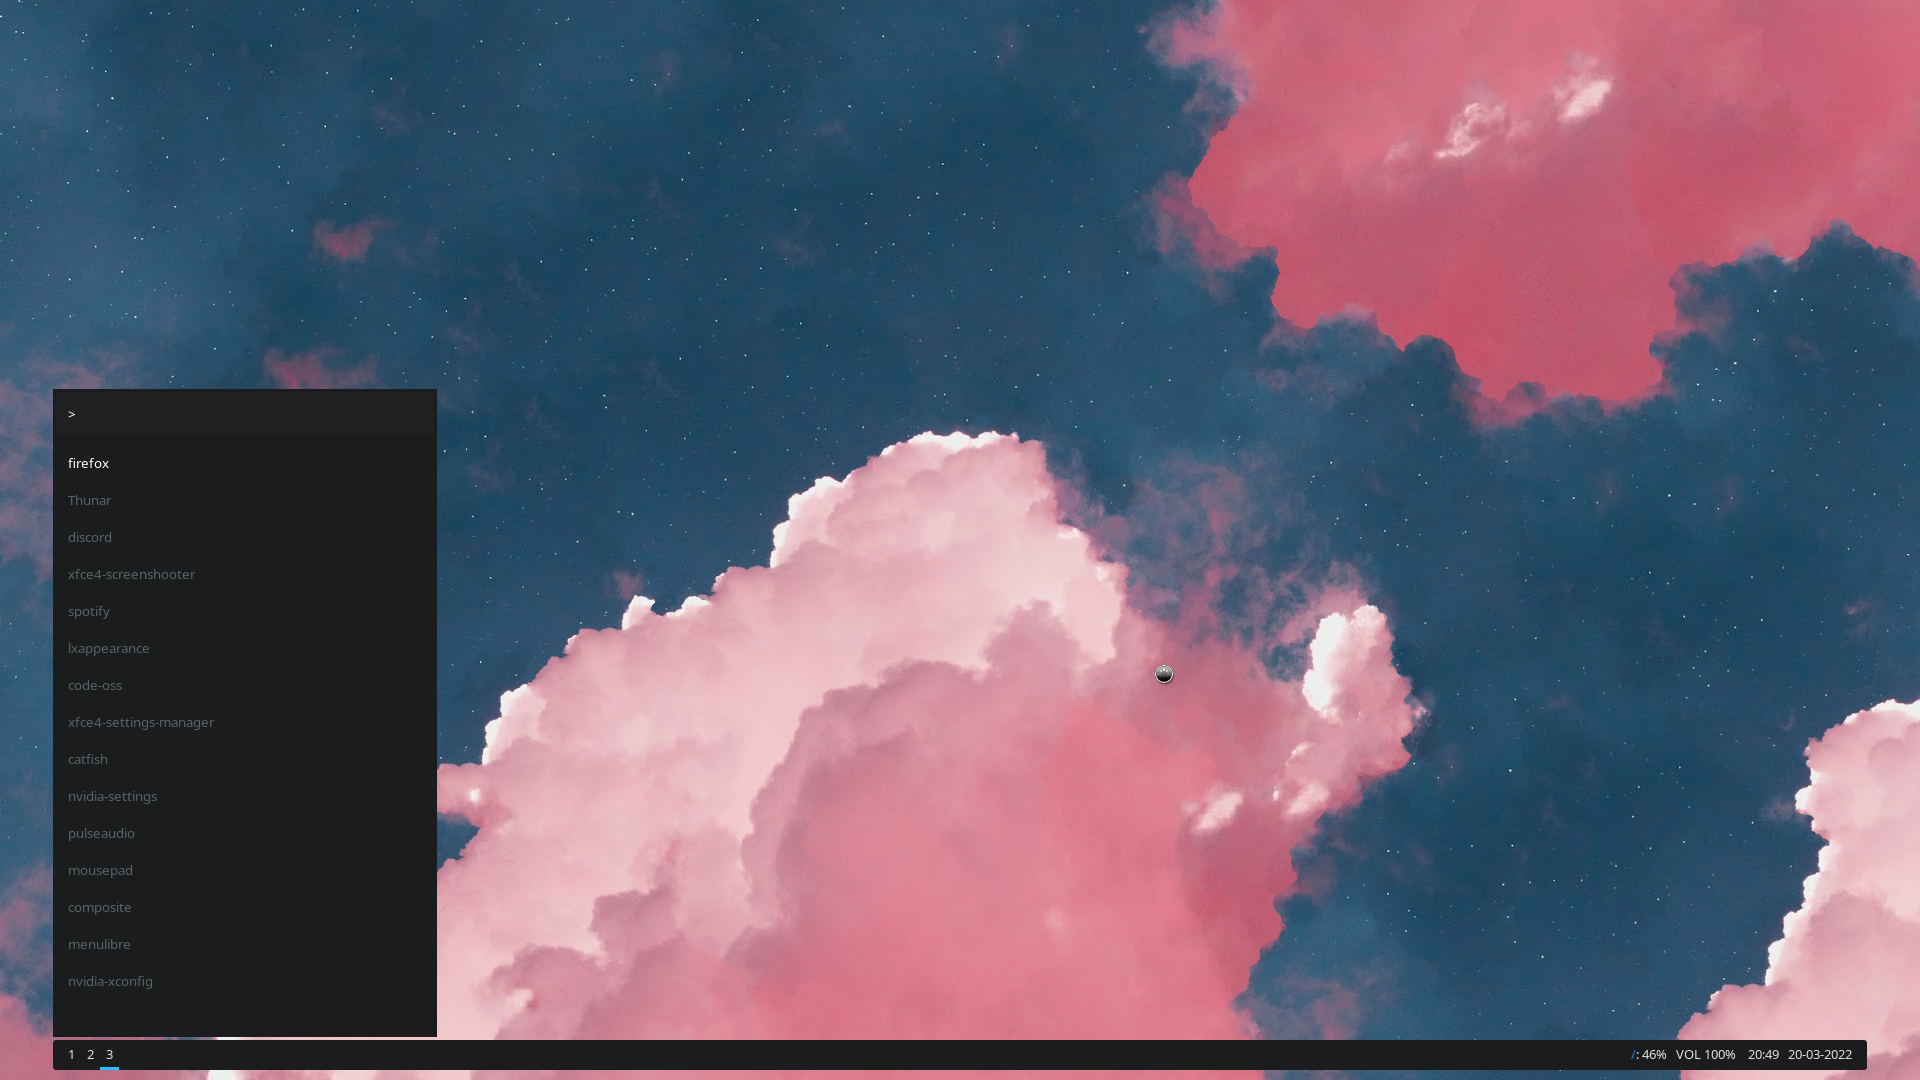 >
firefox
Thunar
discord
xfce4-screenshooter
spotify
lxappearance
code-oss
xfce4-settings-manager
catfish
nvidia-settings
pulseaudio
mousepad
composite
menulibre
nvidia-xconfig
1 2 3 /: 46% VOL 100% 20:49 20-03-2022